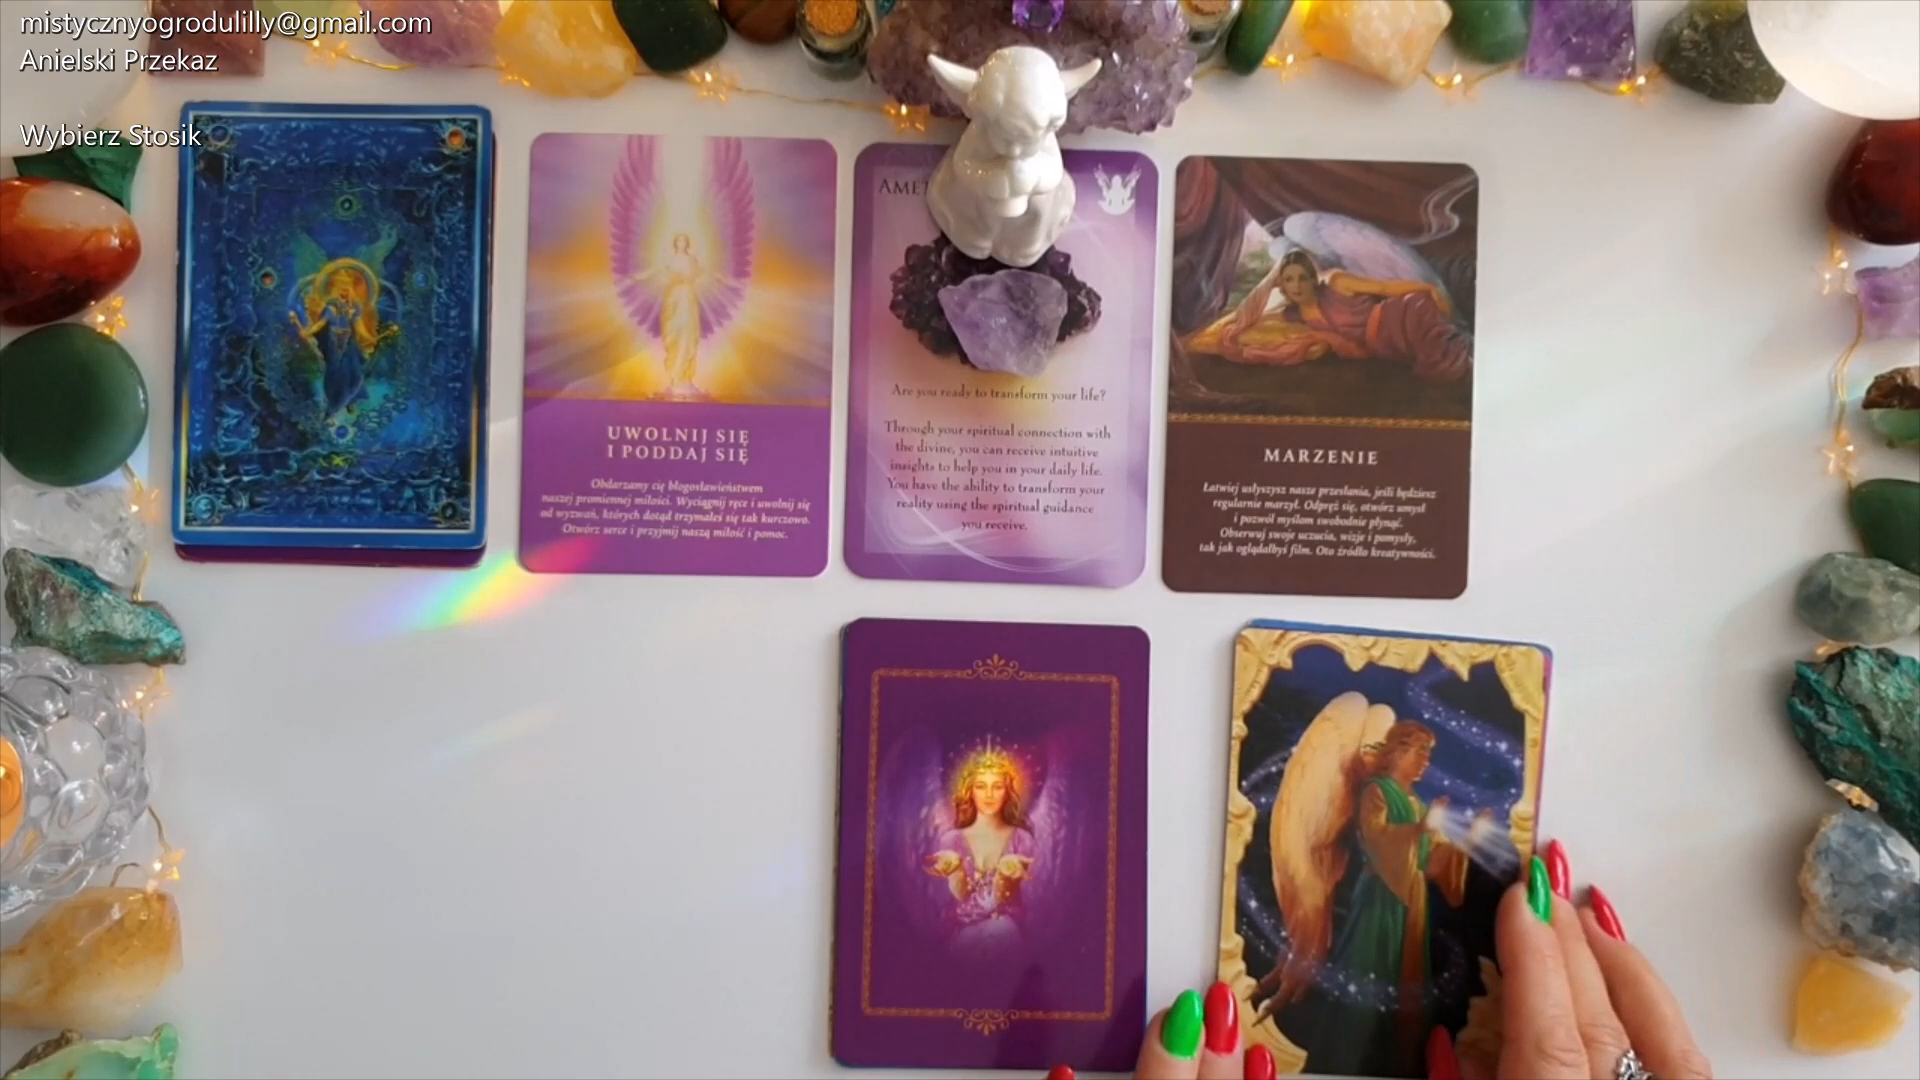 mistycznyogrodulilly@gmail.com
Anielski Przekaz
Wybierz Stosik
UWOLNIJ SIĘ
I PODDAJ SIĘ
Obdarzamy cię błogosławieństwem
naszej promiennej miłości. Wyciągnij ręce i uwolnij się
od wyzwań, których dotąd trzymałeś się tak kurczowo.
Otwórz serce i przyjmij naszą miłość i pomoc.
Are you ready to transform your life?
Through your spiritual connection with
the divine, you can receive intuitive
insights to help you in your daily life.
You have the ability to transform your
reality using the spiritual guidance
you receive.
MARZENIE
Łatwiej usłyszysz nasze przesłania, jeśli będziesz
regularnie marzył. Odpręż się, otwórz umysł
i pozwól myślom swobodnie płynąć.
Obserwuj swoje uczucia, wizje i pomysły,
tak jak oglądałbyś film. Oto źródło kreatywności.